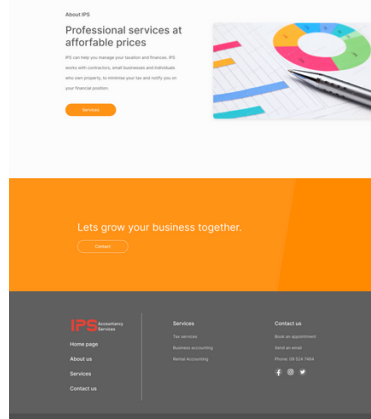 About IPS
Professional services at
afforfable prices
IPS can help you manage your taxation and finances. IPS
works with contractors, small businesses and individuals
who own property, to minimise your tax and notify you on
your financial position.
Services
Lets grow your business together.
Contact
IPS Accountancy
Services
Home page
About us
Services
Contact us
Services
Tax services
Business accounting
Rental Accounting
Contact us
Book an appointment
Send an email